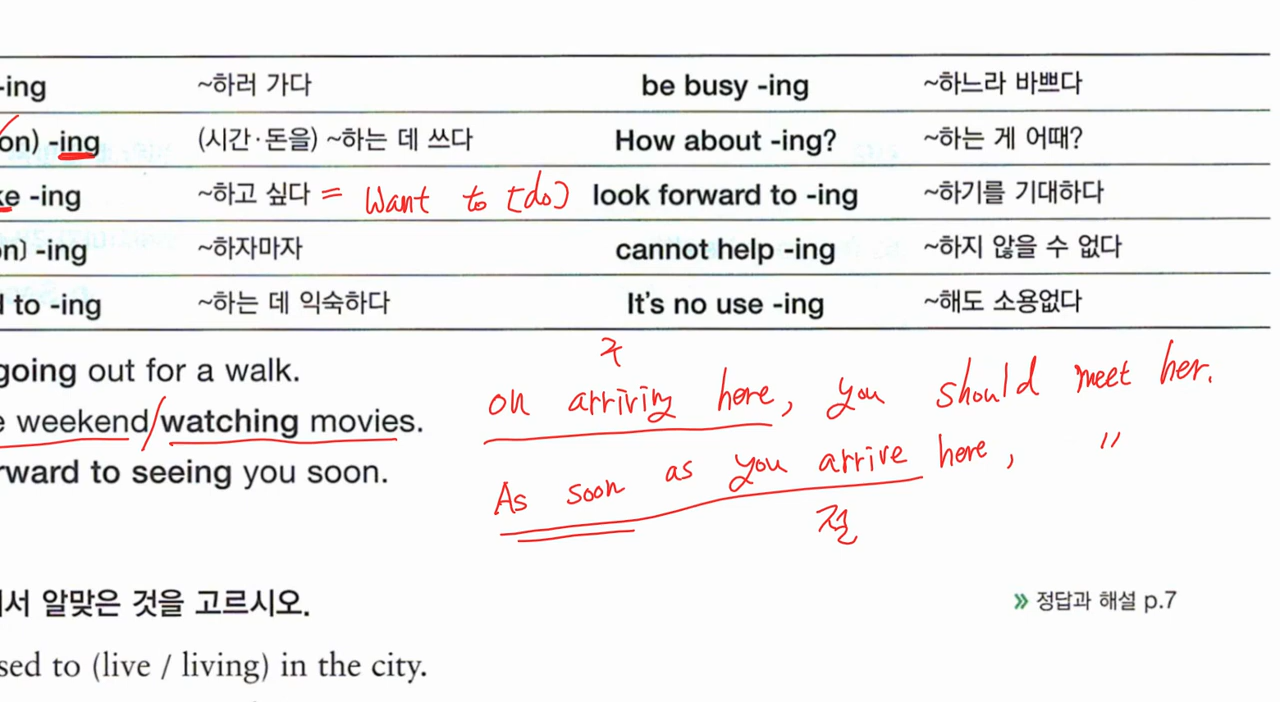 -ing ~하러 가다 be busy -ing ~하느라 바쁘다
on) -ing (시간·돈을) ~하는 데 쓰다 How about -ing? ~하는 게 어때?
ke -ing ~하고 싶다 = want to [do] look forward to -ing ~하기를 기대하다
on) -ing ~하자마자 cannot help -ing ~하지 않을 수 없다
l to -ing ~하는 데 익숙하다 It's no use -ing ~해도 소용없다
going out for a walk.
구
on arriving here, you should meet her.
e weekend/watching movies.
As soon as you arrive here, 〃
rward to seeing you soon.
절
서 알맞은 것을 고르시오.
» 정답과 해설 p.7
sed to (live / living) in the city.